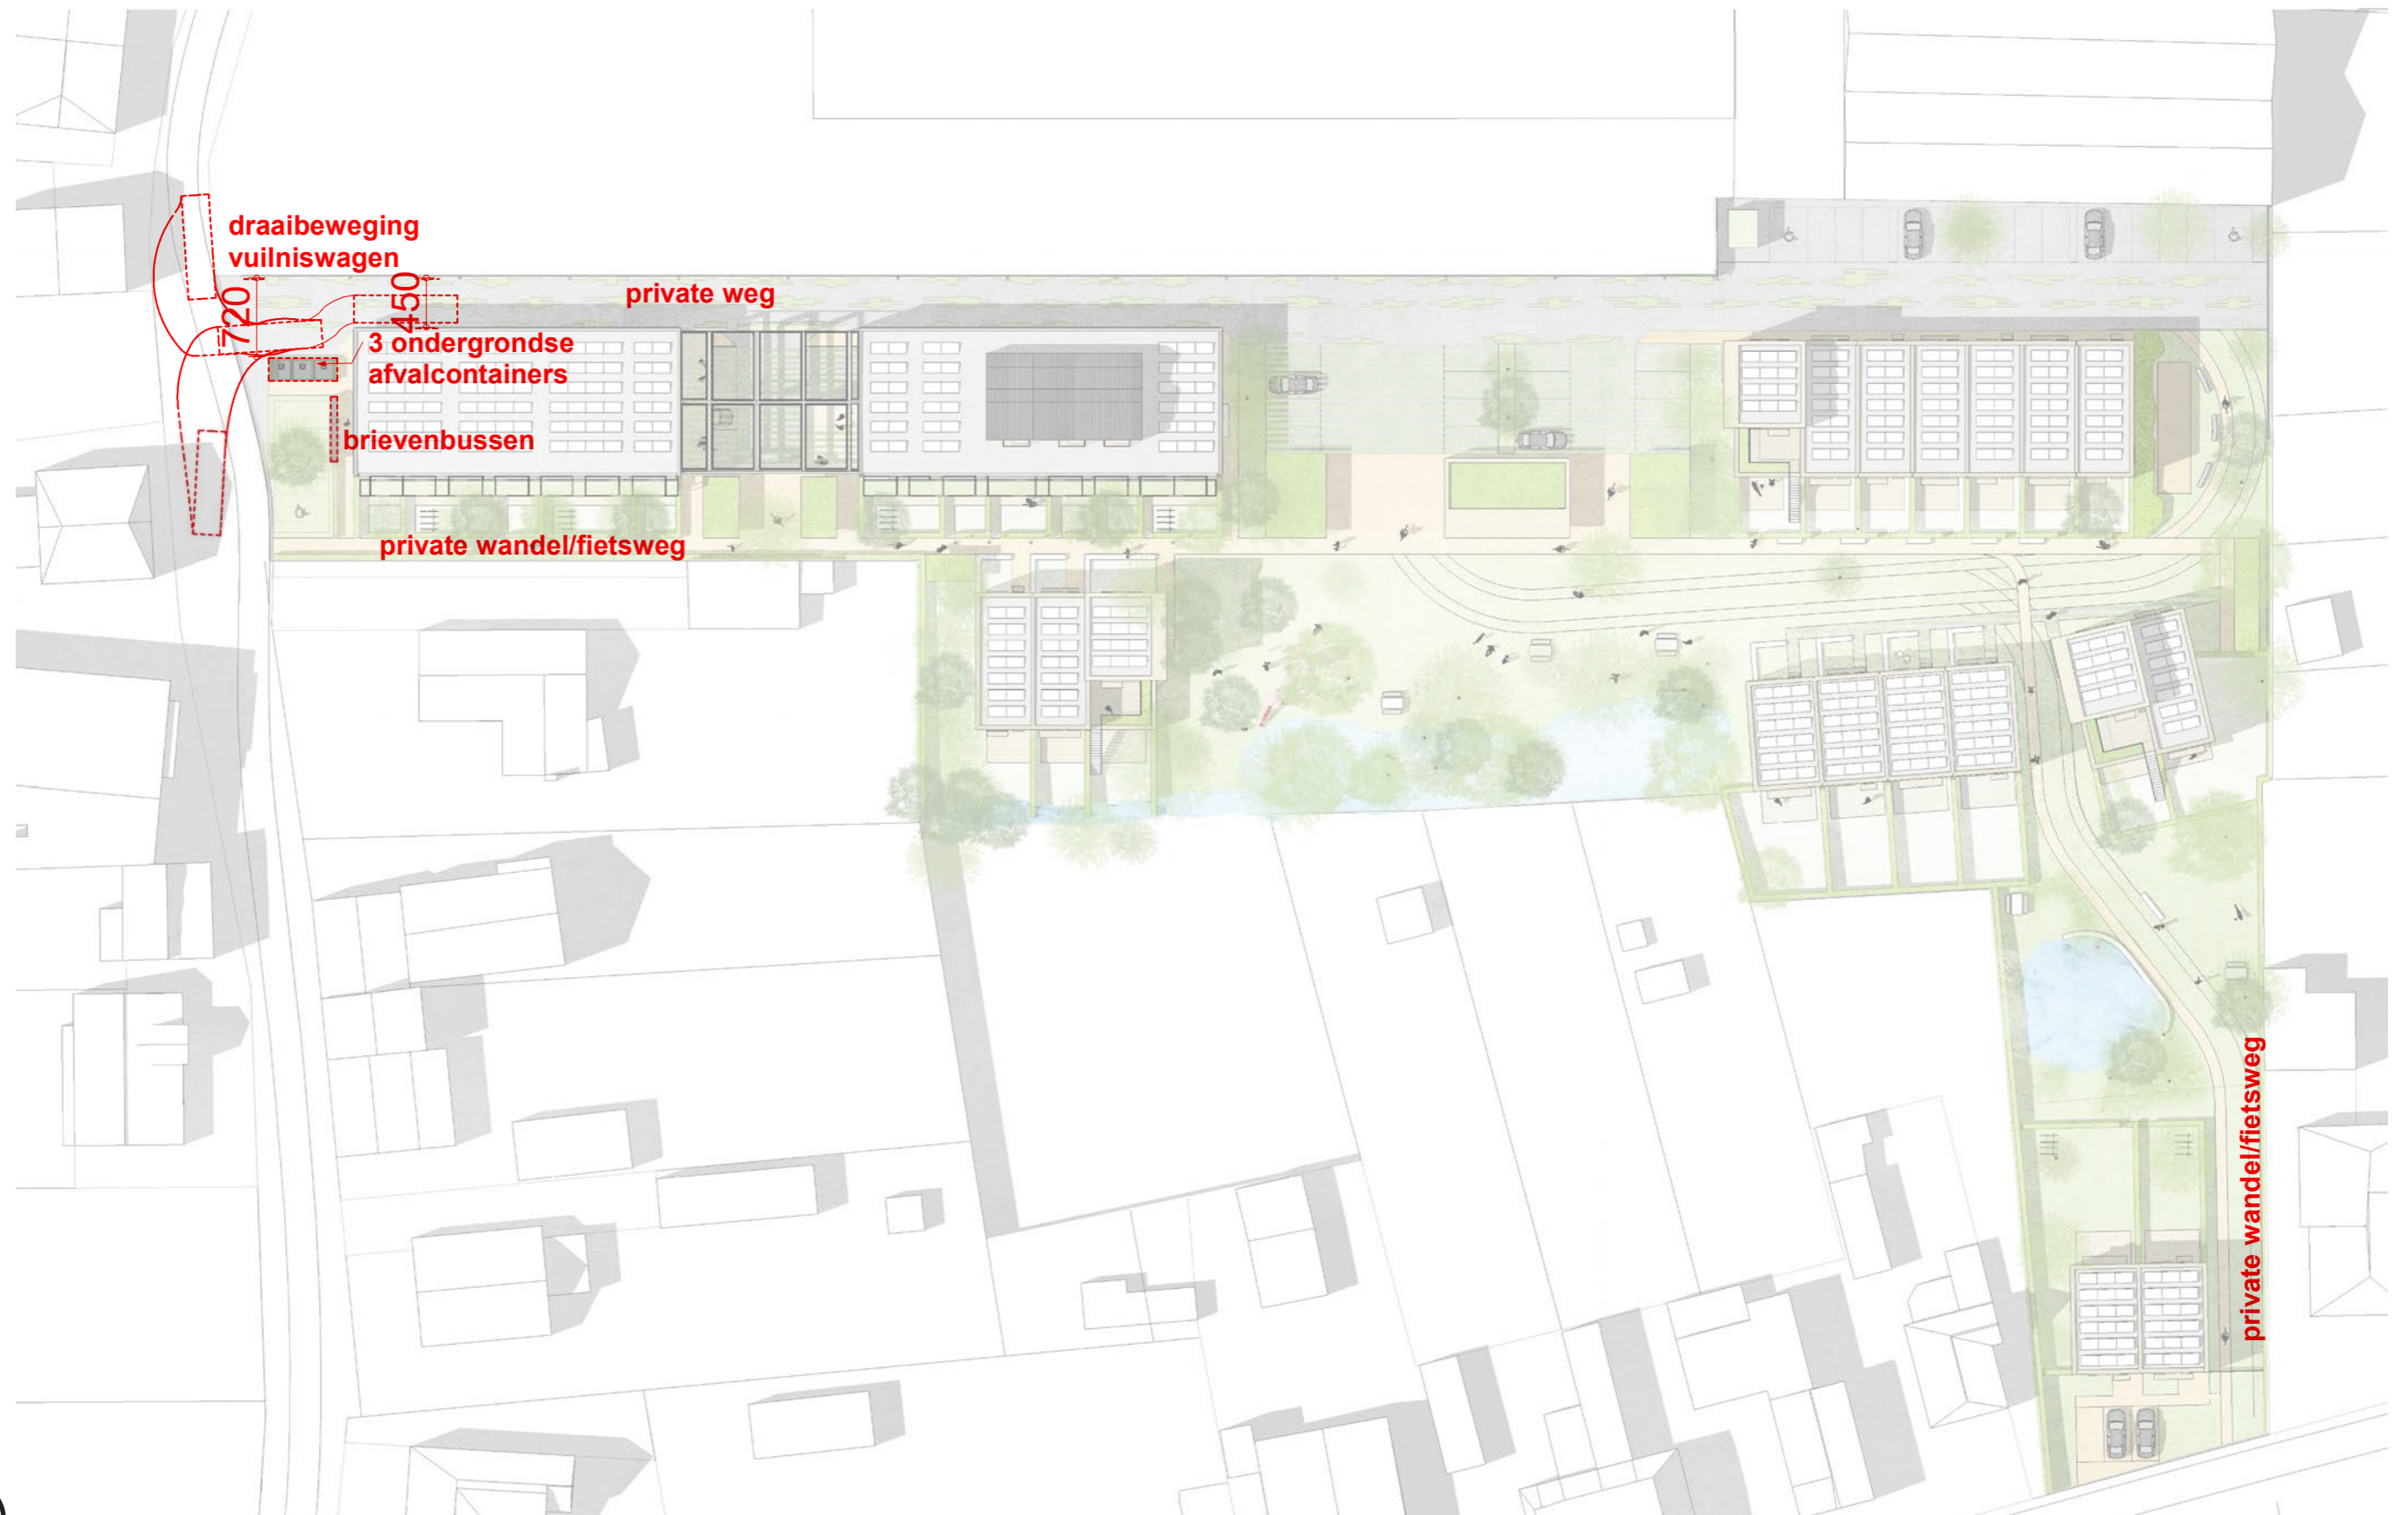 draaibeweging
vuilniswagen
720
450
private weg
3 ondergrondse
afvalcontainers
brievenbussen
private wandel/fietsweg
private wandel/fietsweg
)